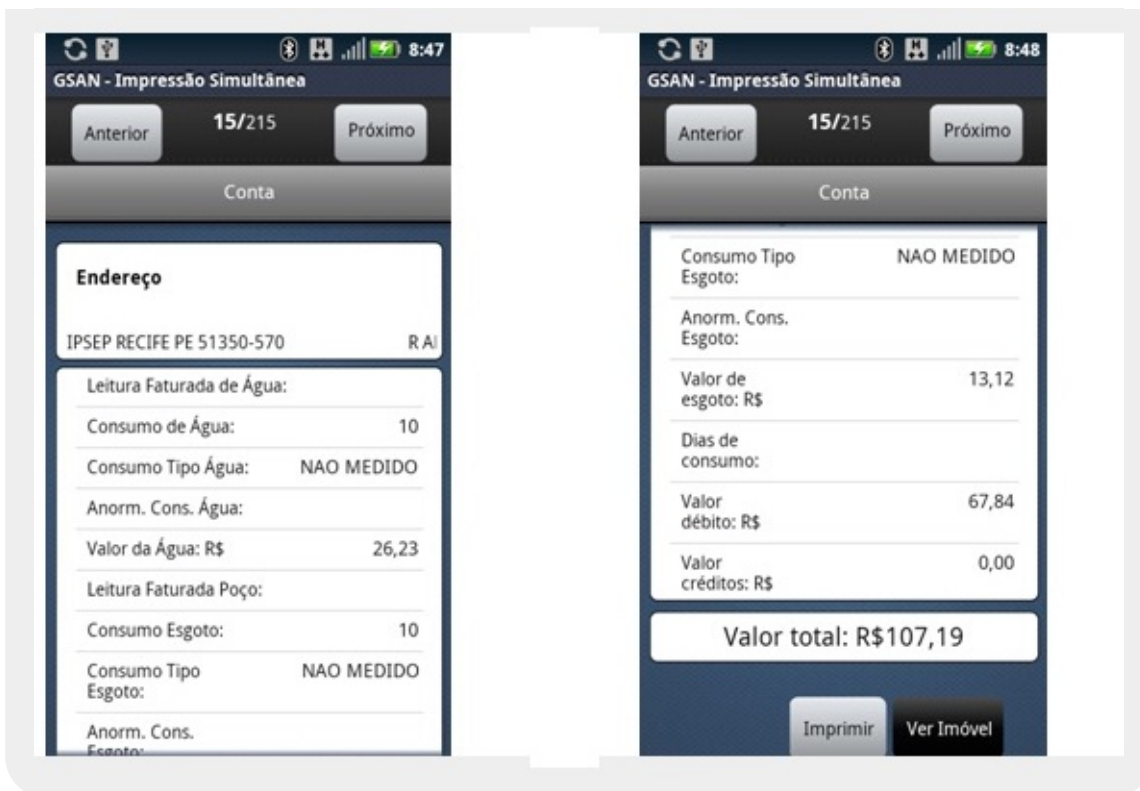 8:47
GSAN - Impressão Simultânea
Anterior
15/215
Próximo
Conta
Endereço
IPSEP RECIFE PE 51350-570 R A
Leitura Faturada de Água:
Consumo de Água: 10
Consumo Tipo Água: NAO MEDIDO
Anorm. Cons. Água:
Valor da Água: R$ 26,23
Leitura Faturada Poço:
Consumo Esgoto: 10
Consumo Tipo NAO MEDIDO
Esgoto:
Anorm. Cons.
Esgoto:
8:48
GSAN - Impressão Simultânea
Anterior
15/215
Próximo
Conta
Consumo Tipo NAO MEDIDO
Esgoto:
Anorm. Cons.
Esgoto:
Valor de 13,12
esgoto: R$
Dias de
consumo:
Valor 67,84
débito: R$
Valor 0,00
créditos: R$
Valor total: R$107,19
Imprimir
Ver Imóvel